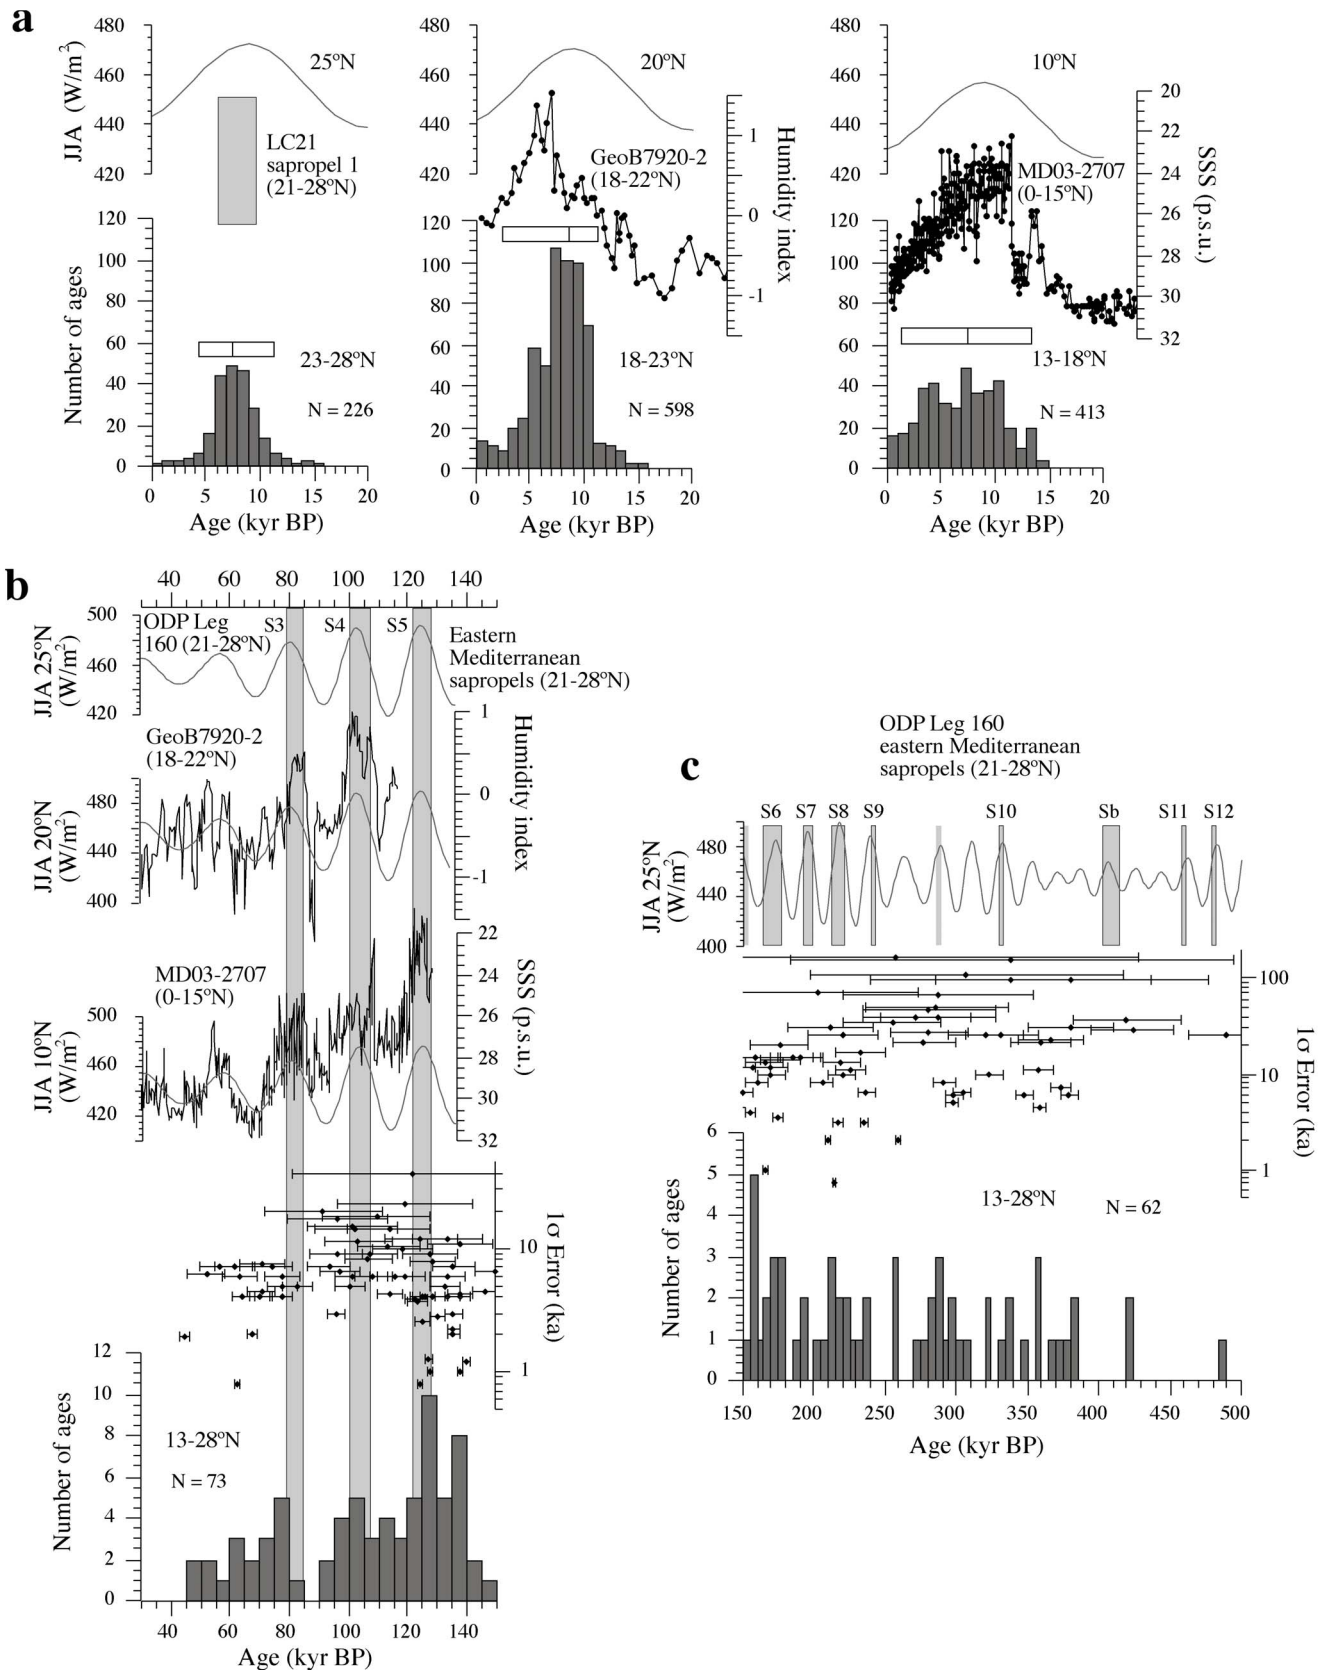 a
480
460
440
420
JJA (W/m²)
25ºN
LC21
sapropel 1
(21-28ºN)
120
100
80
60
40
20
0
Number of ages
23-28ºN
N = 226
0 5 10 15 20
Age (kyr BP)
480
460
440
420
20ºN
GeoB7920-2
(18-22ºN)
1
0
-1
Humidity index
120
100
80
60
40
20
0
18-23ºN
N = 598
0 5 10 15 20
Age (kyr BP)
480
460
440
420
10ºN
MD03-2707
(0-15ºN)
20
22
24
26
28
30
32
SSS (p.s.u.)
120
100
80
60
40
20
0
13-18ºN
N = 413
0 5 10 15 20
Age (kyr BP)
b
40 60 80 100 120 140
500
460
420
JJA 25ºN
(W/m²)
ODP Leg
160 (21-28ºN)
S3 S4 S5
Eastern
Mediterranean
sapropels (21-28ºN)
GeoB7920-2
(18-22ºN)
1
0
-1
Humidity index
480
440
400
JJA 20ºN
(W/m²)
MD03-2707
(0-15ºN)
22
24
26
28
30
32
SSS (p.s.u.)
500
460
420
JJA 10ºN
(W/m²)
10
1
1σ Error (ka)
12
10
8
6
4
2
0
Number of ages
13-28ºN
N = 73
40 60 80 100 120 140
Age (kyr BP)
c
ODP Leg 160
eastern Mediterranean
sapropels (21-28ºN)
S6 S7 S8 S9 S10 Sb S11 S12
480
440
400
JJA 25ºN
(W/m²)
100
10
1
1σ Error (ka)
6
5
4
3
2
1
0
Number of ages
13-28ºN
N = 62
150 200 250 300 350 400 450 500
Age (kyr BP)